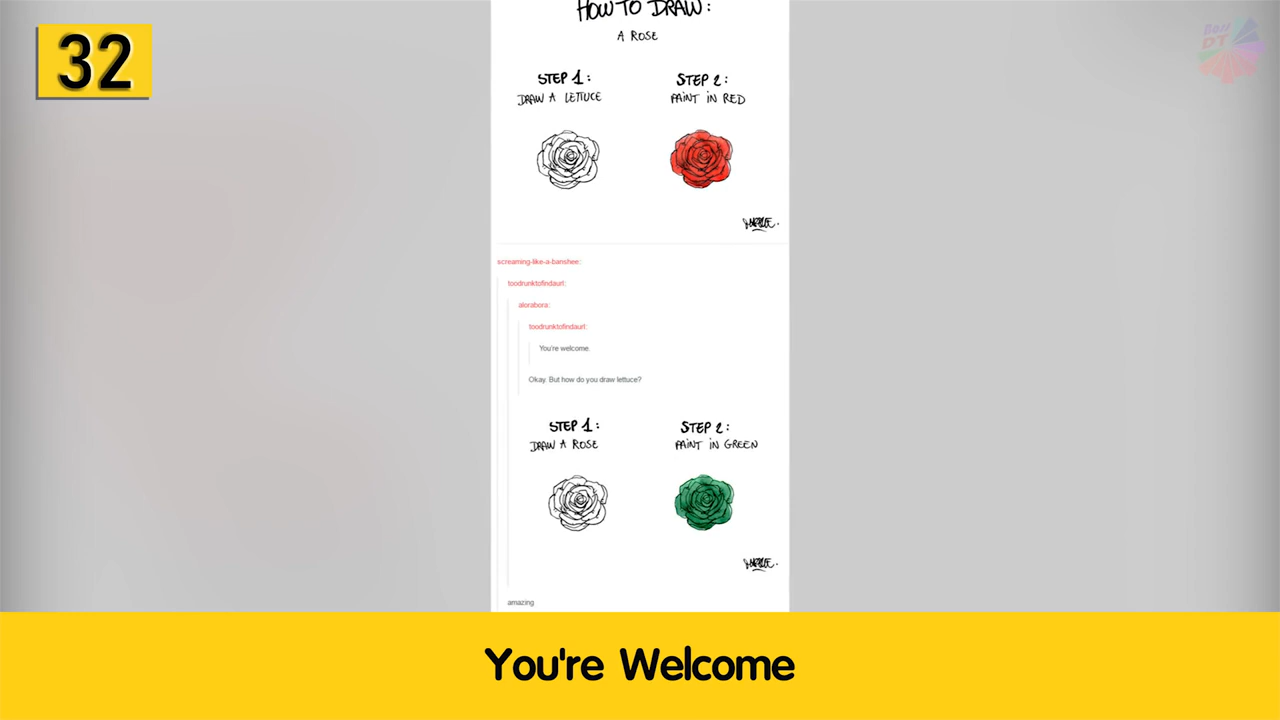 32
HOW TO DRAW:
A ROSE
STEP 1:
DRAW A LETTUCE
STEP 2:
PAINT IN RED
screaming-like-a-banshee:
toodrunktofindaurl:
alorabora:
toodrunktofindaurl:
You're welcome.
Okay. But how do you draw lettuce?
STEP 1:
DRAW A ROSE
STEP 2:
PAINT IN GREEN
amazing
You're Welcome